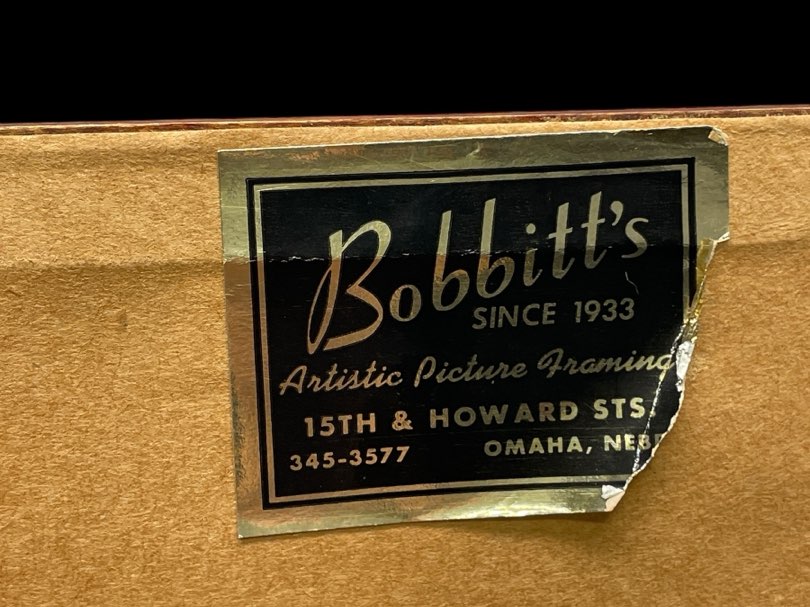 Bobbitt's
SINCE 1933
Artistic Picture Framing
15TH & HOWARD STS.
345-3577 OMAHA, NEB